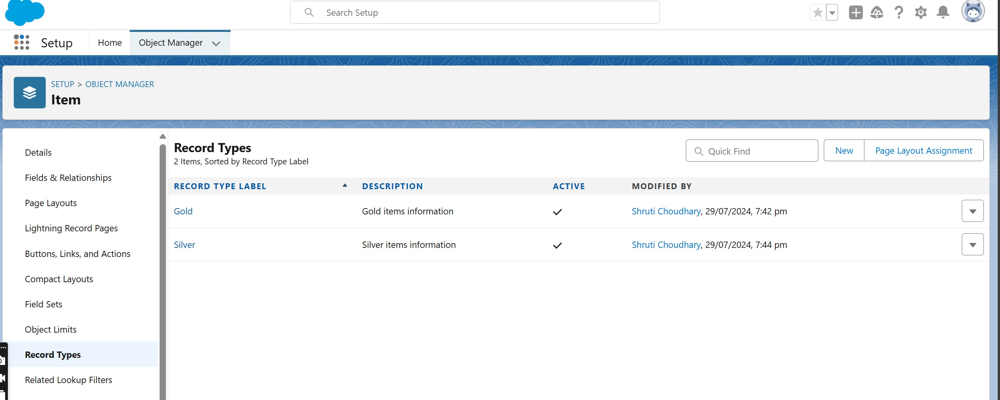 Search Setup
Setup
Home
Object Manager
SETUP > OBJECT MANAGER
Item
Details
Fields & Relationships
Page Layouts
Lightning Record Pages
Buttons, Links, and Actions
Compact Layouts
Field Sets
Object Limits
Record Types
Related Lookup Filters
Record Types
2 Items, Sorted by Record Type Label
Quick Find
New
Page Layout Assignment
RECORD TYPE LABEL DESCRIPTION ACTIVE MODIFIED BY
Gold Gold items information Shruti Choudhary, 29/07/2024, 7:42 pm
Silver Silver items information Shruti Choudhary, 29/07/2024, 7:44 pm